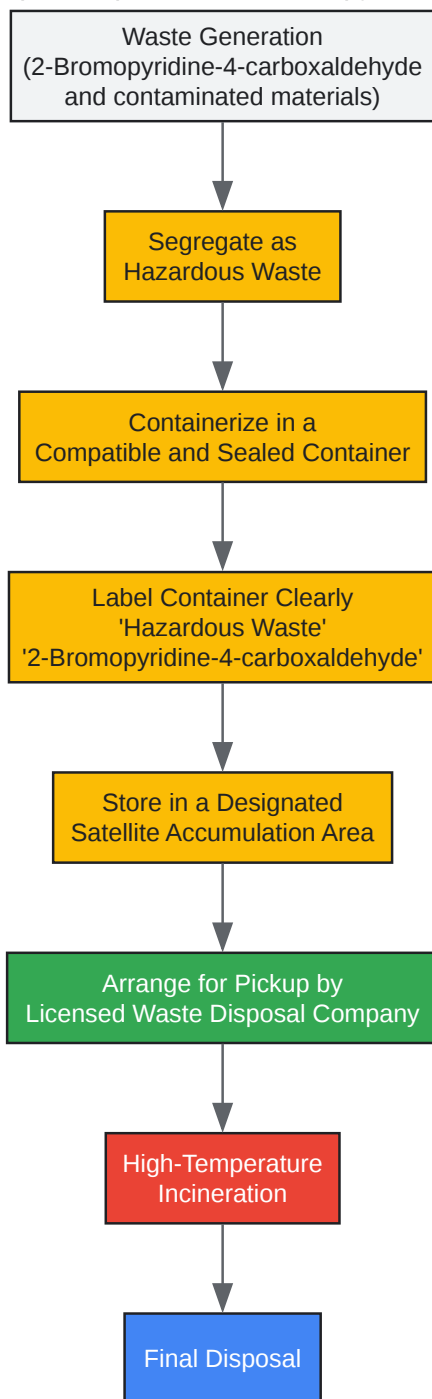 Waste Generation
(2-Bromopyridine-4-carboxaldehyde
and contaminated materials)
Segregate as
Hazardous Waste
Containerize in a
Compatible and Sealed Container
Label Container Clearly
'Hazardous Waste'
'2-Bromopyridine-4-carboxaldehyde'
Store in a Designated
Satellite Accumulation Area
Arrange for Pickup by
Licensed Waste Disposal Company
High-Temperature
Incineration
Final Disposal